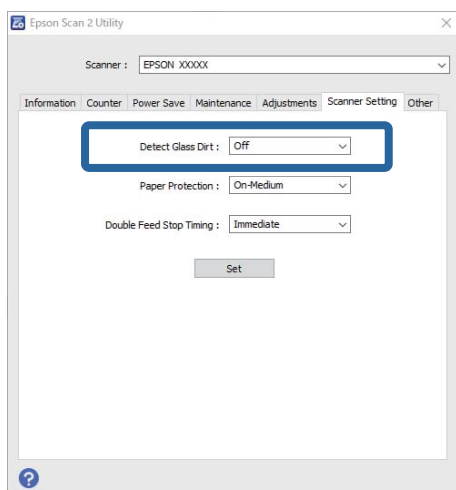 Epson Scan 2 Utility
Scanner : EPSON XXXXX
Information Counter Power Save Maintenance Adjustments Scanner Setting Other
Detect Glass Dirt : Off
Paper Protection : On-Medium
Double Feed Stop Timing : Immediate
Set